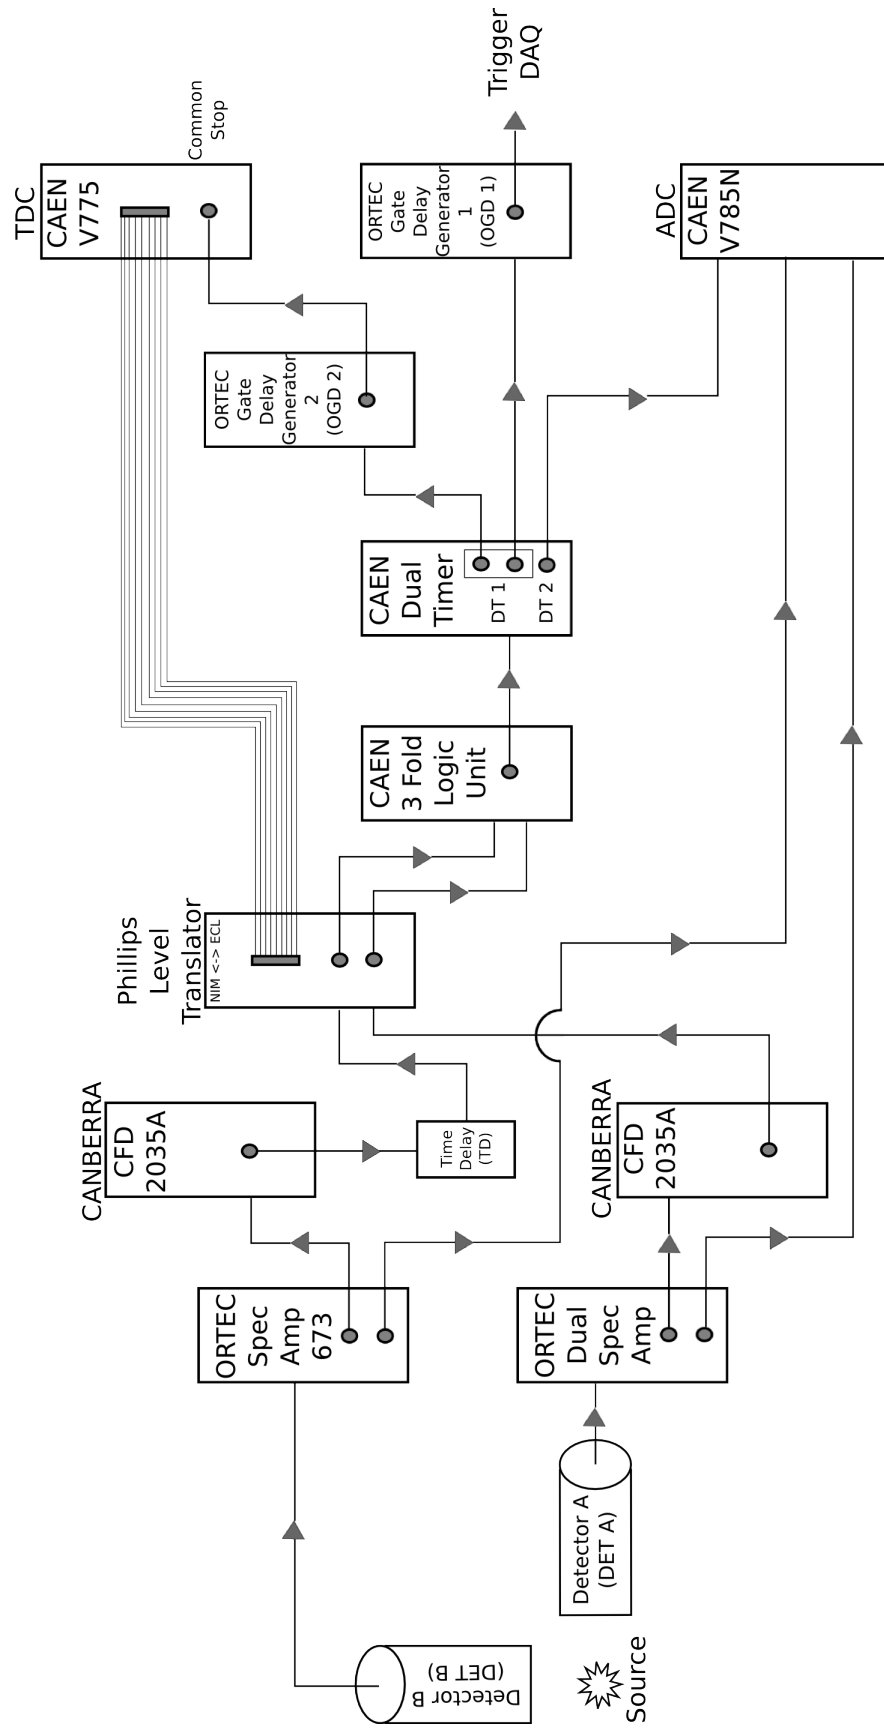 TDC
CAEN
V775
Common
Stop
ORTEC
Gate
Delay
Generator
1
(OGD 1)
Trigger
DAQ
ADC
CAEN
V785N
ORTEC
Gate
Delay
Generator
2
(OGD 2)
CAEN
Dual
Timer
DT 1
DT 2
CAEN
3 Fold
Logic
Unit
Phillips
Level
Translator
NIM <-> ECL
CANBERRA
CFD
2035A
Time
Delay
(TD)
CANBERRA
CFD
2035A
ORTEC
Spec
Amp
673
ORTEC
Dual
Spec
Amp
Detector A
(DET A)
Detector B
(DET B)
Source